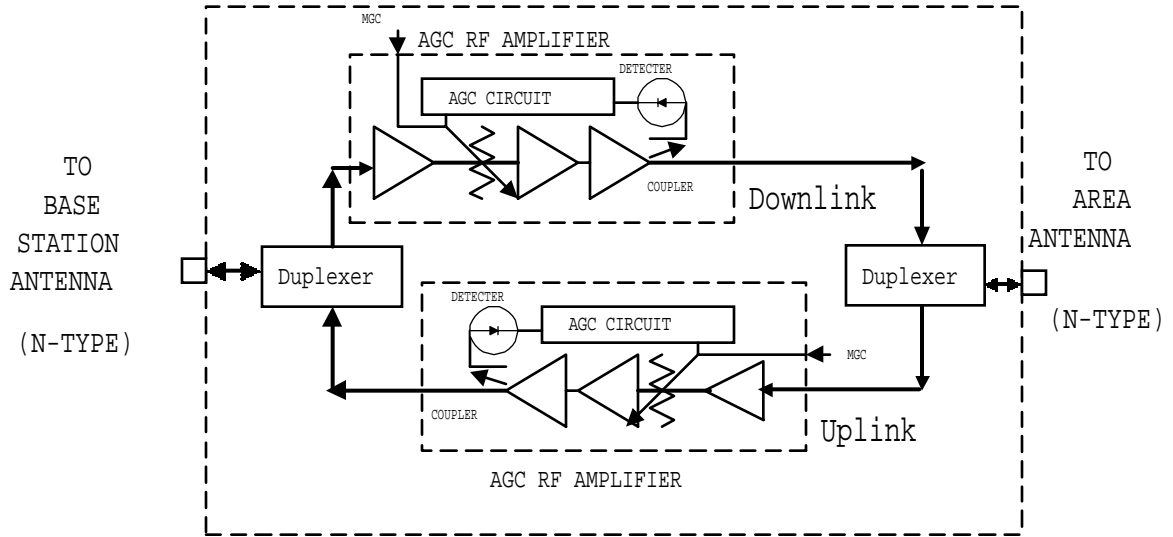 MGC
AGC RF AMPLIFIER
DETECTER
AGC CIRCUIT
COUPLER
Downlink
TO
BASE
STATION
ANTENNA
(N-TYPE)
Duplexer
Duplexer
TO
AREA
ANTENNA
(N-TYPE)
DETECTER
AGC CIRCUIT
MGC
COUPLER
Uplink
AGC RF AMPLIFIER